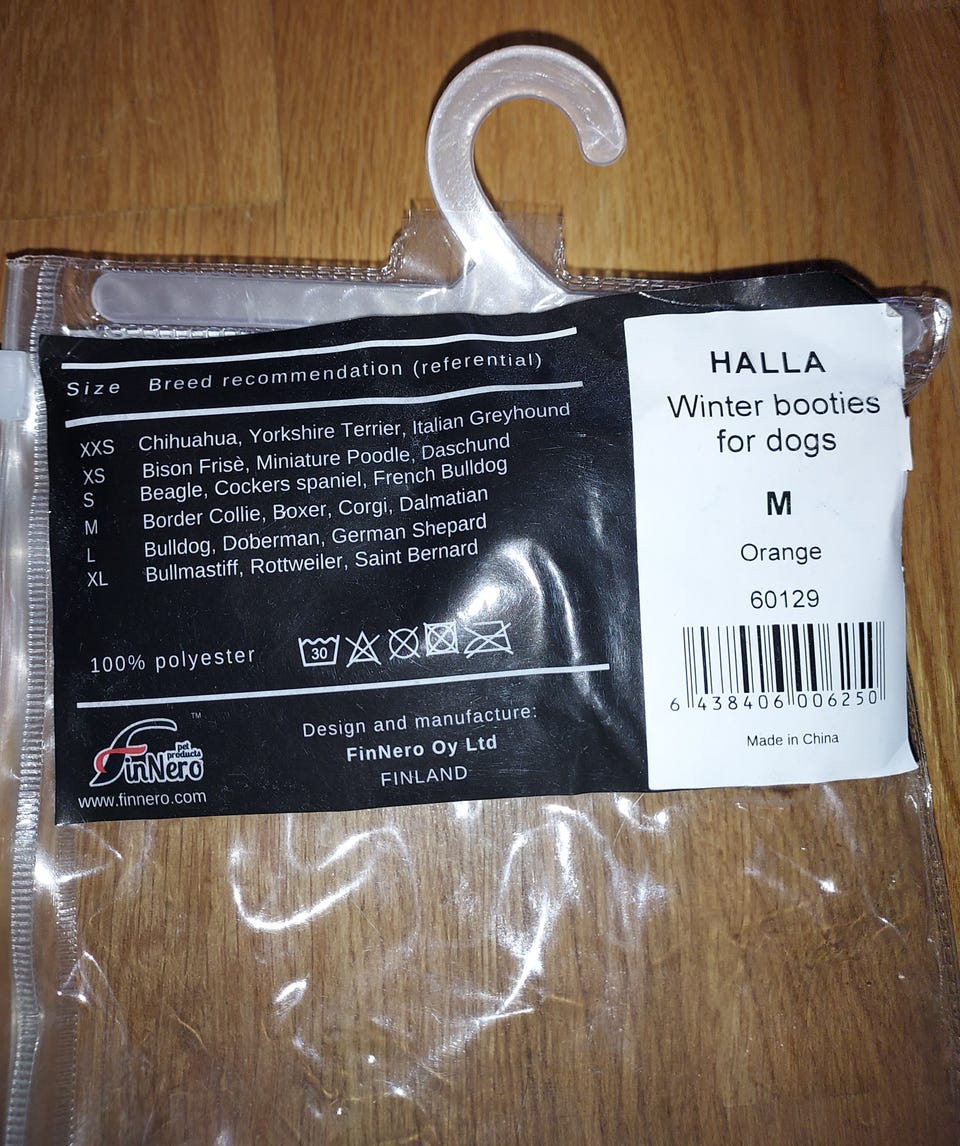 Size Breed recommendation (referential)
XXS Chihuahua, Yorkshire Terrier, Italian Greyhound
XS Bison Frisè, Miniature Poodle, Daschund
S Beagle, Cockers spaniel, French Bulldog
M Border Collie, Boxer, Corgi, Dalmatian
L Bulldog, Doberman, German Shepard
XL Bullmastiff, Rottweiler, Saint Bernard
100% polyester 30
TM
pet
products
FinNero
www.finnero.com
Design and manufacture:
FinNero Oy Ltd
FINLAND
HALLA
Winter booties
for dogs
M
Orange
60129
6 438406 006250
Made in China